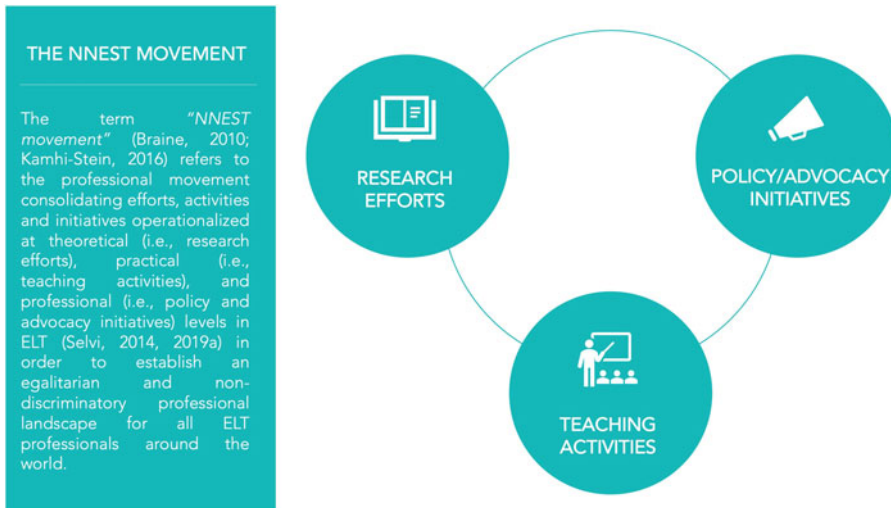 THE NNEST MOVEMENT
The term "NNEST
movement" (Braine, 2010;
Kamhi-Stein, 2016) refers to
the professional movement
consolidating efforts, activities
and initiatives operationalized
at theoretical (i.e., research
efforts), practical (i.e.,
teaching activities), and
professional (i.e., policy and
advocacy initiatives) levels in
ELT (Selvi, 2014, 2019a) in
order to establish an
egalitarian and non-
discriminatory professional
landscape for all ELT
professionals around the
world.
RESEARCH
EFFORTS
POLICY/ADVOCACY
INITIATIVES
TEACHING
ACTIVITIES